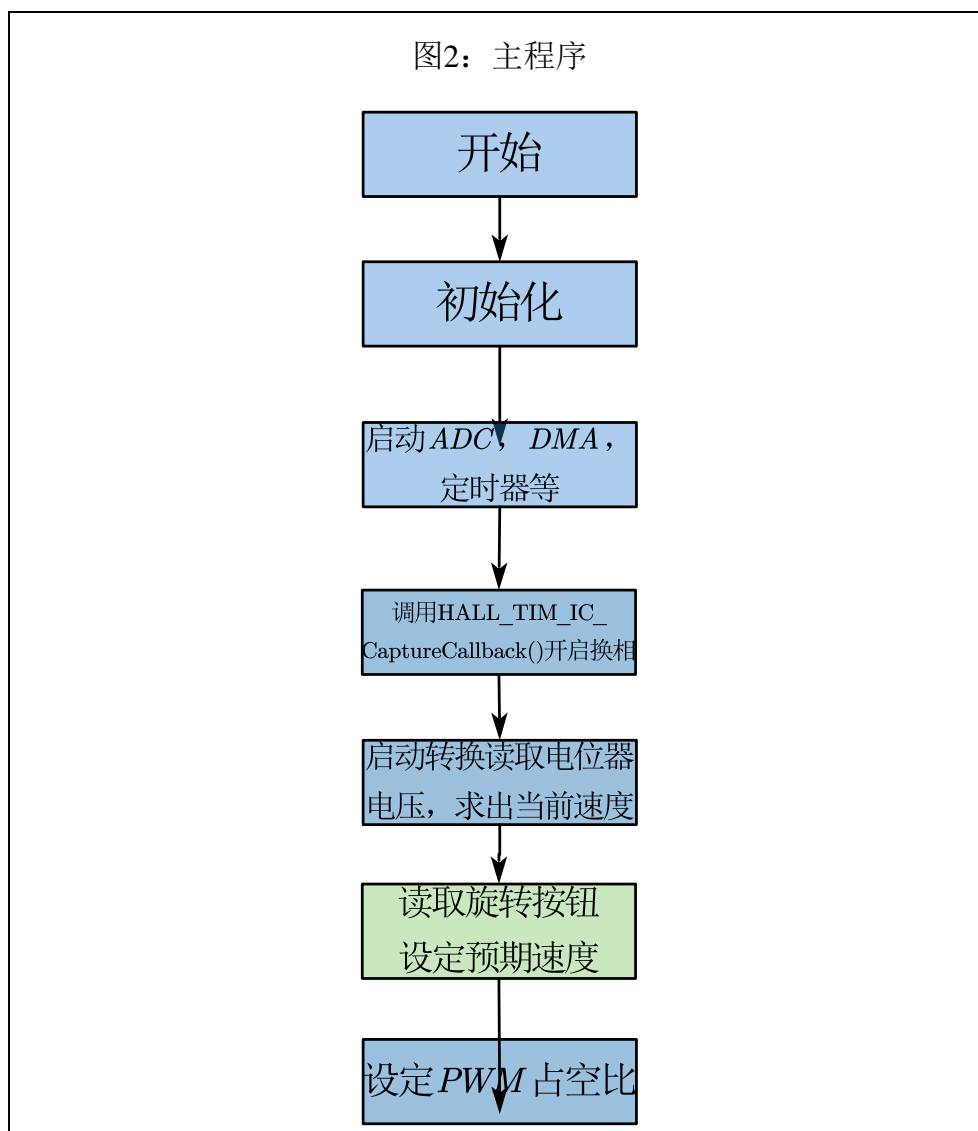 图2：主程序
开始
初始化
启动ADC，DMA，
定时器等
调用HALL_TIM_IC_
CaptureCallback()开启换相
启动转换读取电位器
电压，求出当前速度
读取旋转按钮
设定预期速度
设定PWM占空比